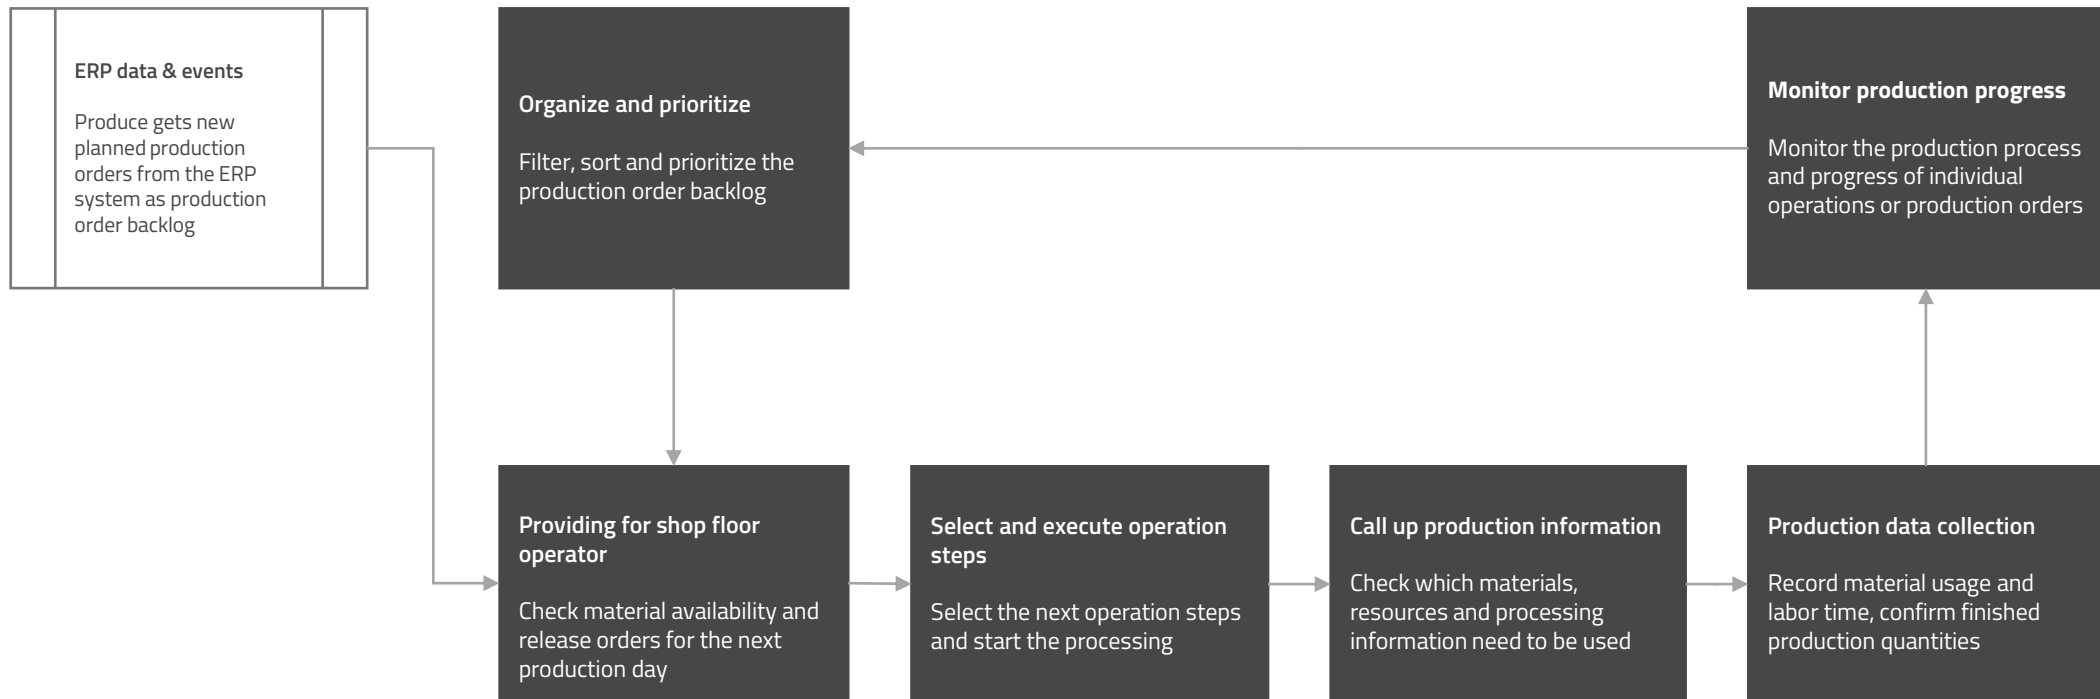 ERP data & events
Produce gets new
planned production
orders from the ERP
system as production
order backlog
Organize and prioritize
Filter, sort and prioritize the
production order backlog
Monitor production progress
Monitor the production process
and progress of individual
operations or production orders
Providing for shop floor
operator
Check material availability and
release orders for the next
production day
Select and execute operation
steps
Select the next operation steps
and start the processing
Call up production information
Check which materials,
resources and processing
information need to be used
Production data collection
Record material usage and
labor time, confirm finished
production quantities